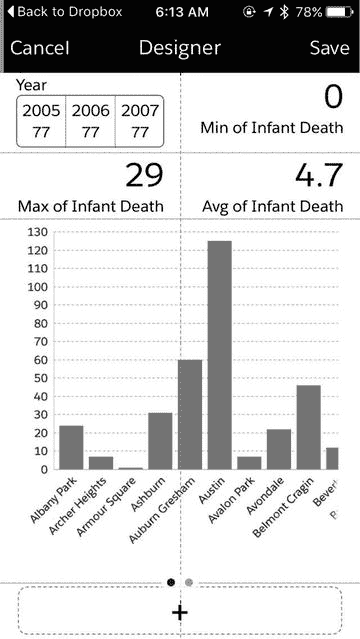 Back to Dropbox 6:13 AM 78%
Cancel Designer Save
Year
2005 2006 2007
77 77 77
0
Min of Infant Death
29
Max of Infant Death
4.7
Avg of Infant Death
130
120
110
100
90
80
70
60
50
40
30
20
10
0
Albany Park
Archer Heights
Armour Square
Ashburn
Auburn Gresham
Austin
Avalon Park
Avondale
Belmont Cragin
+